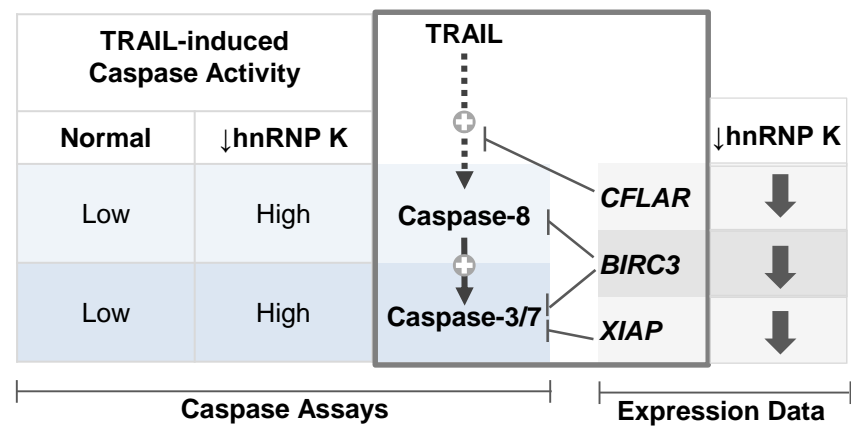 TRAIL-induced
Caspase Activity
TRAIL
Normal
↓hnRNP K
↓hnRNP K
Low
High
Caspase-8
CFLAR
BIRC3
Low
High
Caspase-3/7
XIAP
Caspase Assays
Expression Data